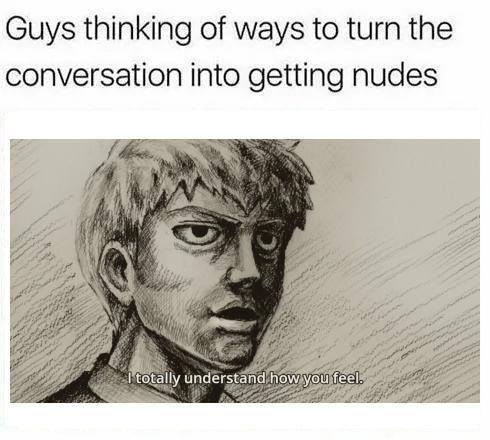 Guys thinking of ways to turn the
conversation into getting nudes
I totally understand how you feel.